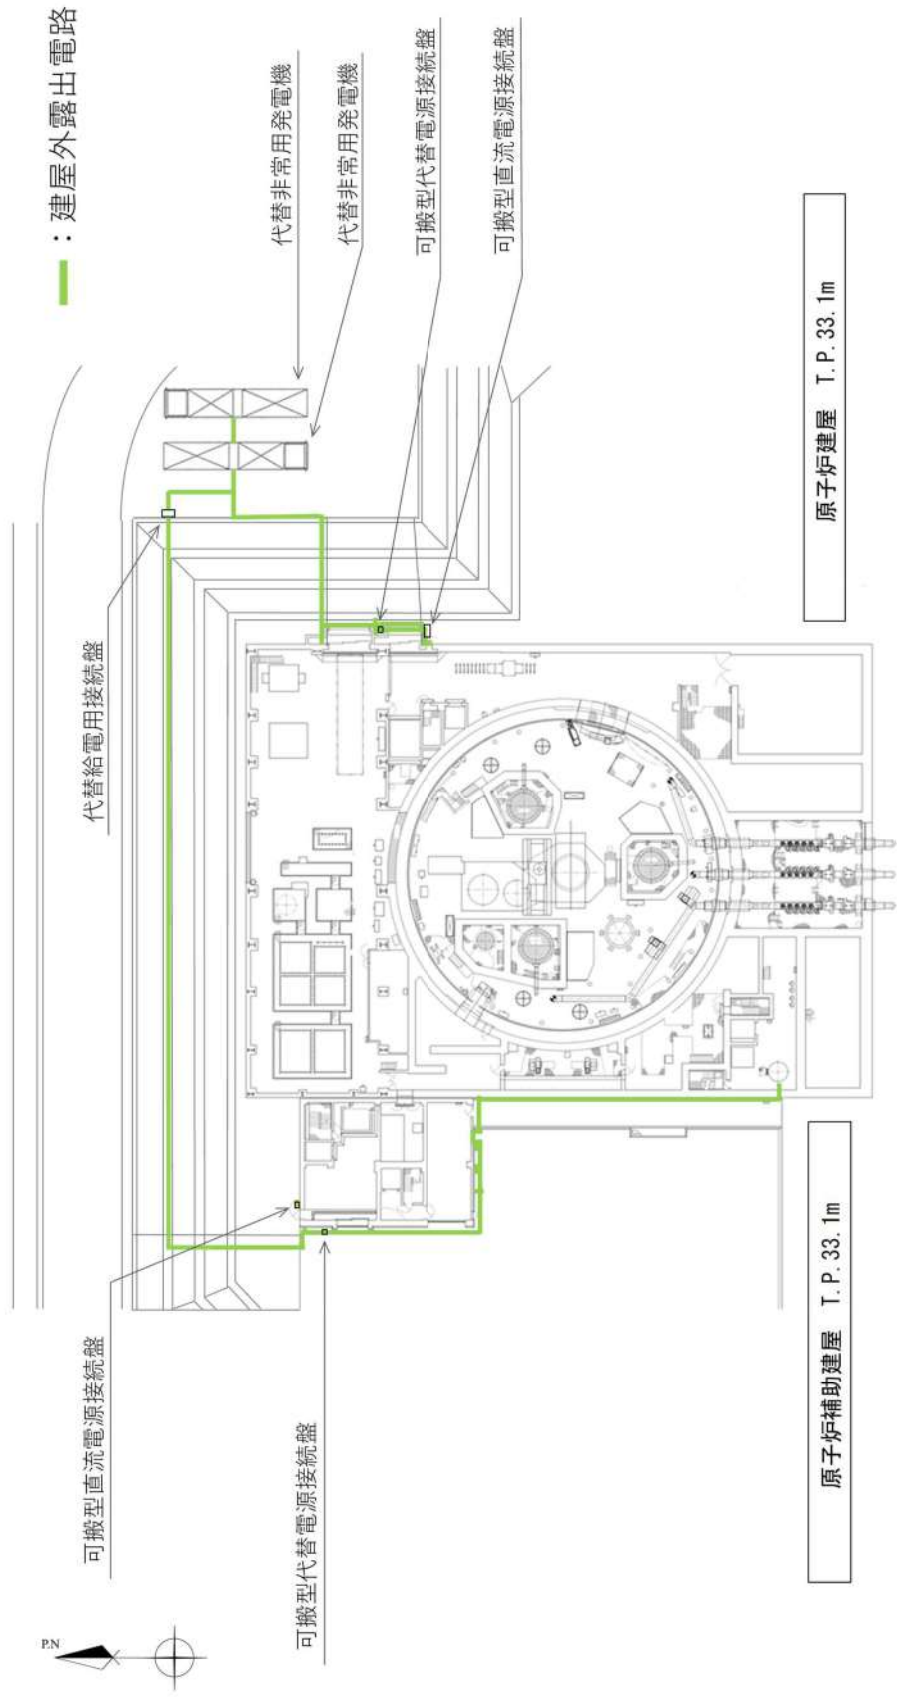 建屋外露出電路
代替非常用発電機
代替非常用発電機
可搬型代替電源接続盤
可搬型直流電源接続盤
代替給電用接続盤
原子炉建屋 T.P.33.1m
可搬型直流電源接続盤
可搬型代替電源接続盤
原子炉補助建屋 T.P.33.1m
P.N